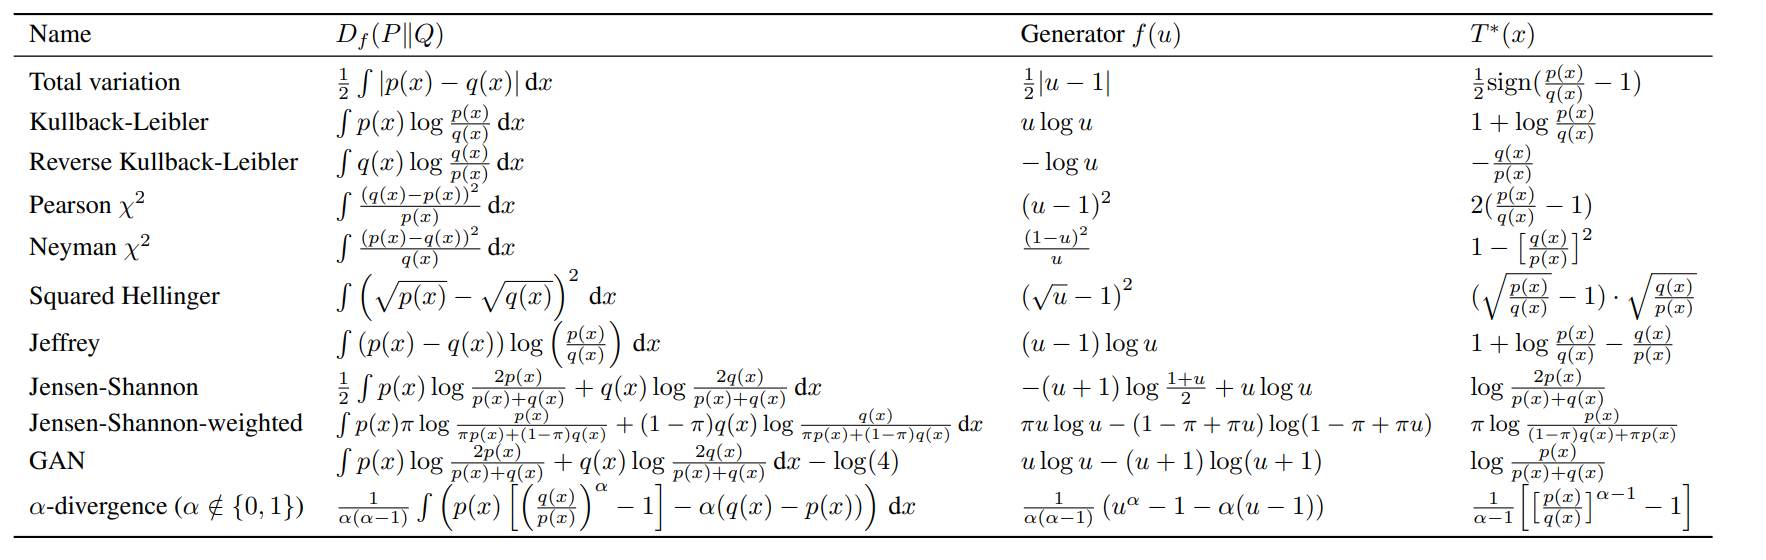 Name D_f(P‖Q) Generator f(u) T*(x)
Total variation ½ ∫ |p(x) − q(x)| dx ½|u − 1| ½sign(p(x)/q(x) − 1)
Kullback-Leibler ∫ p(x) log p(x)/q(x) dx u log u 1 + log p(x)/q(x)
Reverse Kullback-Leibler ∫ q(x) log q(x)/p(x) dx − log u −q(x)/p(x)
Pearson χ² ∫ (q(x)−p(x))²/p(x) dx (u − 1)² 2(p(x)/q(x) − 1)
Neyman χ² ∫ (p(x)−q(x))²/q(x) dx (1−u)²/u 1 − [q(x)/p(x)]²
Squared Hellinger ∫ (√p(x) − √q(x))² dx (√u − 1)² (√(p(x)/q(x)) − 1) · √(q(x)/p(x))
Jeffrey ∫ (p(x) − q(x)) log (p(x)/q(x)) dx (u − 1) log u 1 + log p(x)/q(x) − q(x)/p(x)
Jensen-Shannon ½ ∫ p(x) log 2p(x)/(p(x)+q(x)) + q(x) log 2q(x)/(p(x)+q(x)) dx −(u + 1) log (1+u)/2 + u log u log 2p(x)/(p(x)+q(x))
Jensen-Shannon-weighted ∫ p(x)π log p(x)/(πp(x)+(1−π)q(x)) + (1 − π)q(x) log q(x)/(πp(x)+(1−π)q(x)) dx πu log u − (1 − π + πu) log(1 − π + πu) π log p(x)/((1−π)q(x)+πp(x))
GAN ∫ p(x) log 2p(x)/(p(x)+q(x)) + q(x) log 2q(x)/(p(x)+q(x)) dx − log(4) u log u − (u + 1) log(u + 1) log p(x)/(p(x)+q(x))
α-divergence (α ∉ {0, 1}) 1/(α(α−1)) ∫ (p(x) [(q(x)/p(x))^α − 1] − α(q(x) − p(x))) dx 1/(α(α−1)) (u^α − 1 − α(u − 1)) 1/(α−1) [[p(x)/q(x)]^(α−1) − 1]